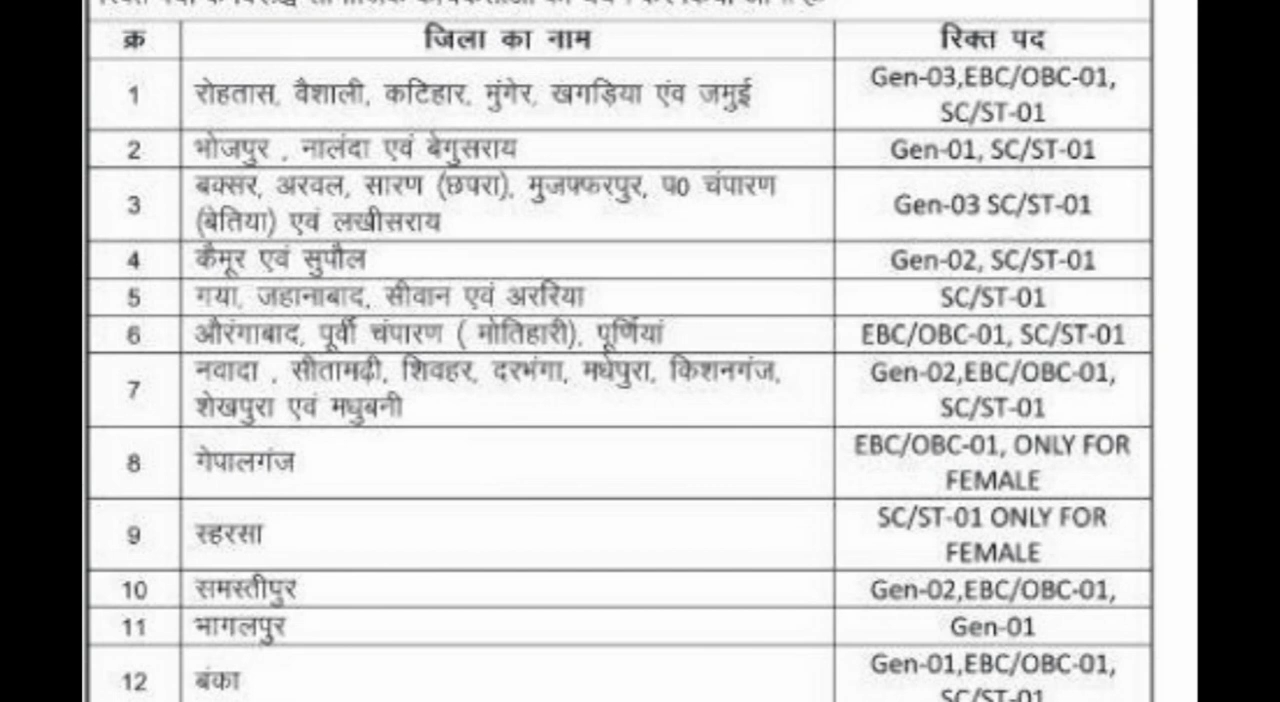 क्र जिला का नाम रिक्त पद
1 रोहतास, वैशाली, कटिहार, मुंगेर, खगड़िया एंव जमुई Gen-03,EBC/OBC-01,
SC/ST-01
2 भोजपुर , नालंदा एवं बेगुसराय Gen-01, SC/ST-01
3 बक्सर, अरवल, सारण (छपरा), मुजफ्फरपुर, प0 चंपारण
(बेतिया) एवं लखीसराय Gen-03 SC/ST-01
4 कैमूर एवं सुपौल Gen-02, SC/ST-01
5 गया, जहानाबाद, सीवान एवं अररिया SC/ST-01
6 औरंगाबाद, पूर्वी चंपारण ( मोतिहारी), पूर्णियां EBC/OBC-01, SC/ST-01
7 नवादा , सीतामढ़ी, शिवहर, दरभंगा, मधेपुरा, किशनगंज, Gen-02,EBC/OBC-01,
शेखपुरा एवं मधुबनी SC/ST-01
8 गेपालगंज EBC/OBC-01, ONLY FOR
FEMALE
9 स्हरसा SC/ST-01 ONLY FOR
FEMALE
10 समस्तीपुर Gen-02,EBC/OBC-01,
11 भागलपुर Gen-01
12 बंका Gen-01,EBC/OBC-01,
SC/ST-01